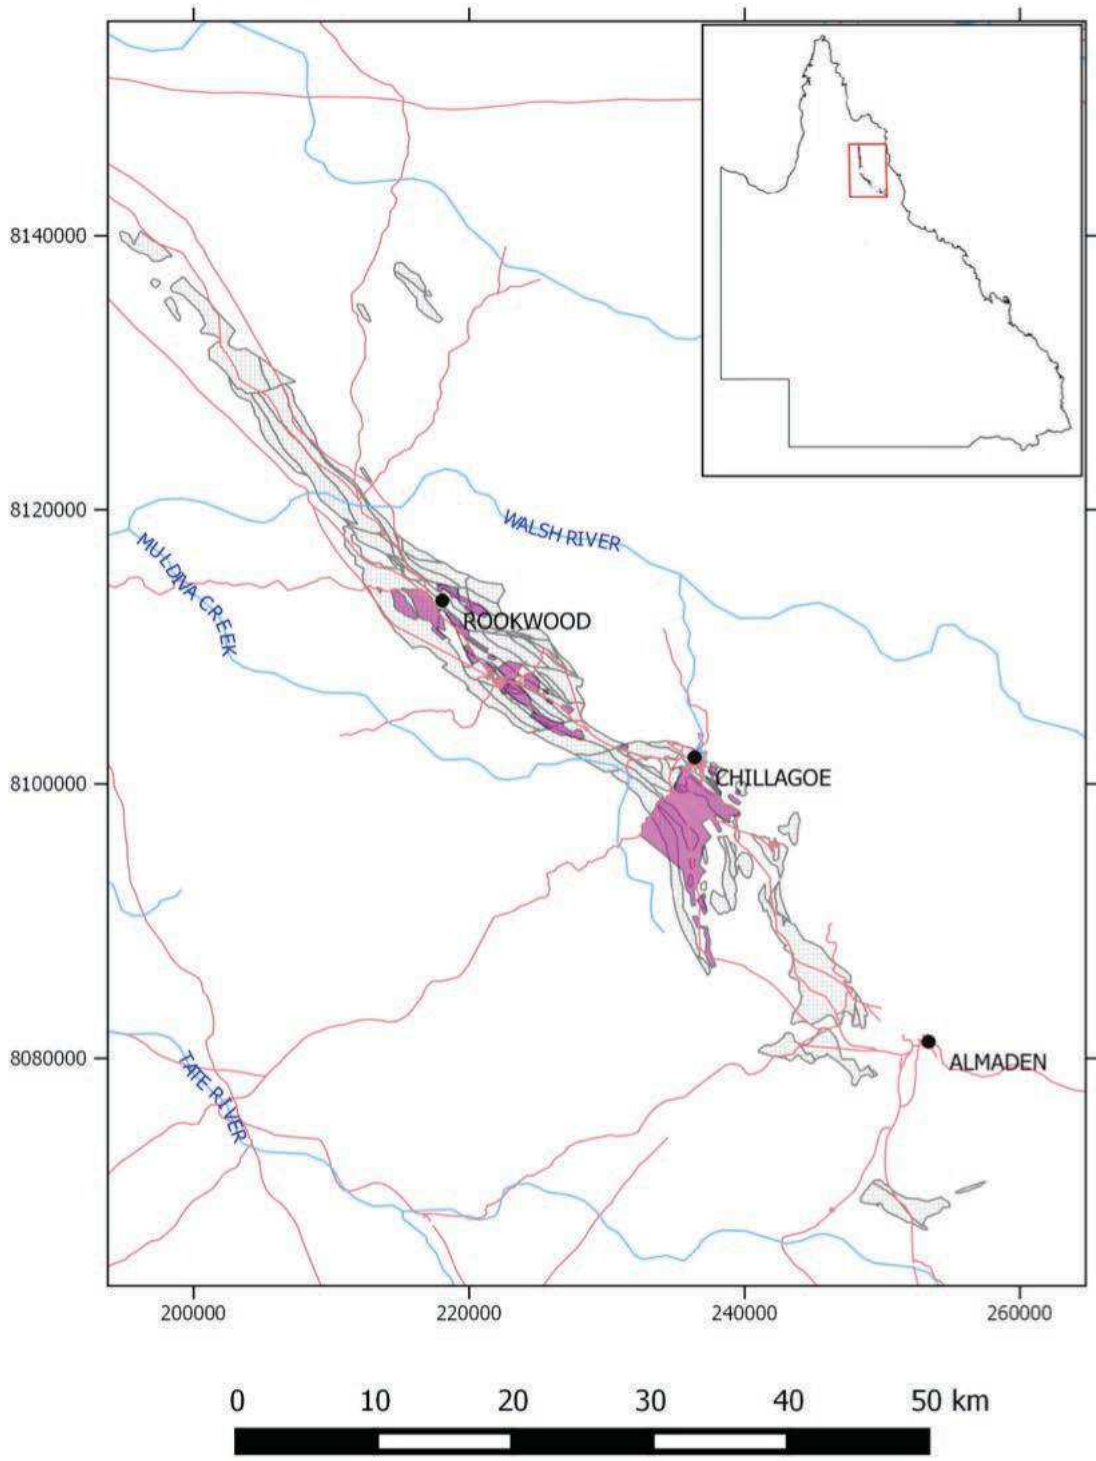 8140000
8120000
WALSH RIVER
MULDIVA CREEK
ROOKWOOD
CHILLAGOE
8100000
8080000
ALMADEN
TATE RIVER
200000
220000
240000
260000
0
10
20
30
40
50 km